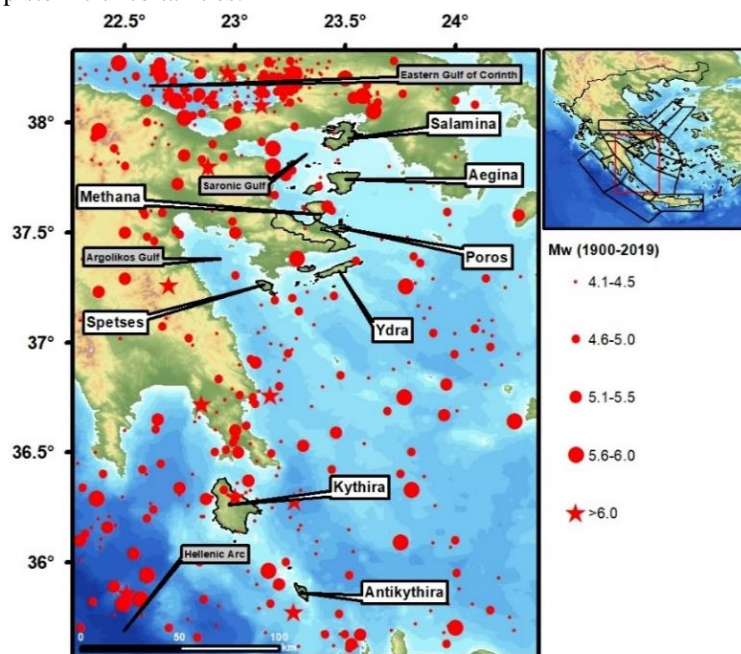 22.5°
23°
23.5°
24°
Eastern Gulf of Corinth
38°
Salamina
Saronic Gulf
Aegina
Methana
37.5°
Poros
Argolikos Gulf
Spetses
Ydra
37°
36.5°
Kythira
36°
Hellenic Arc
Antikythira
0 50 100
km
Mw (1900-2019)
4.1-4.5
4.6-5.0
5.1-5.5
5.6-6.0
>6.0